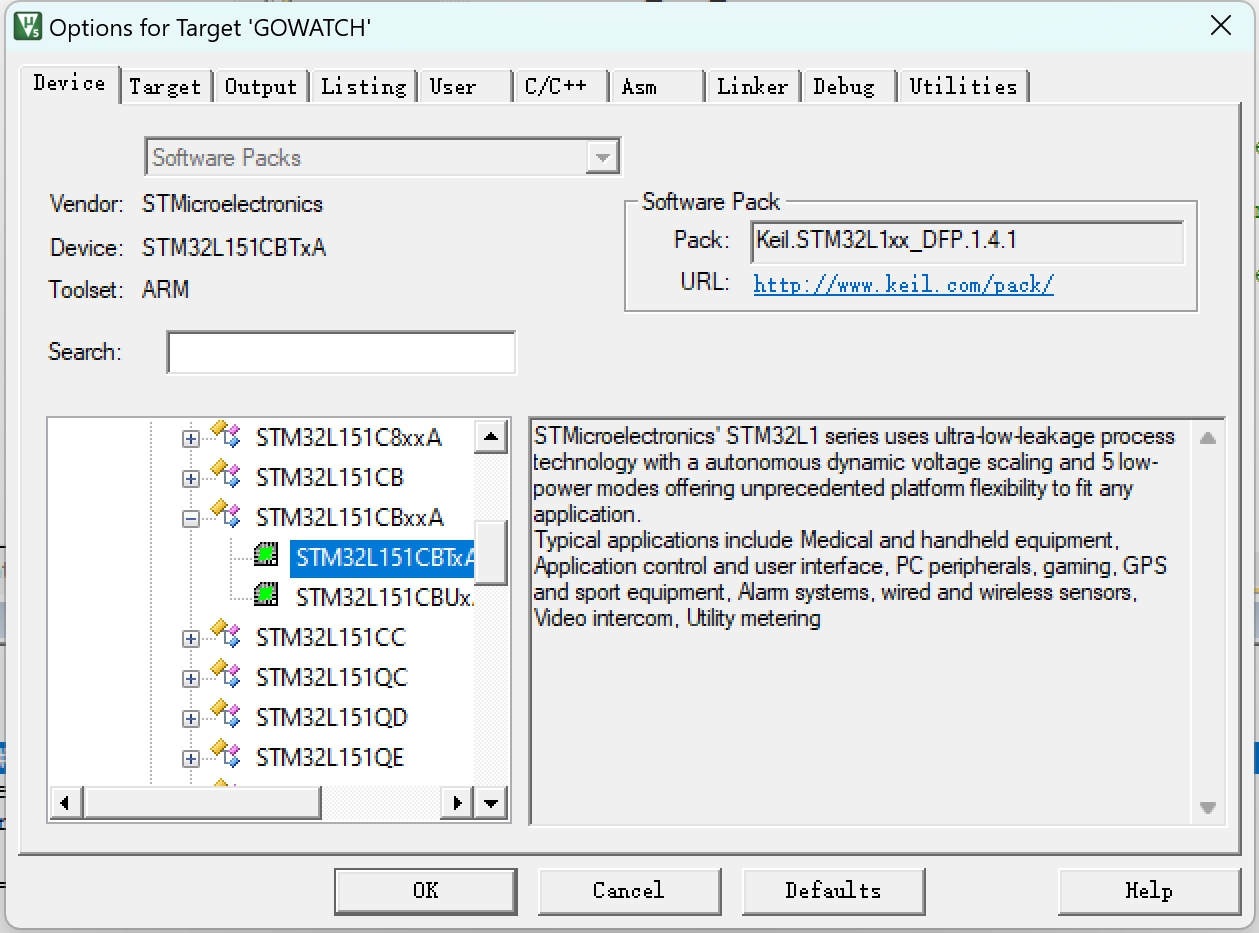 Options for Target 'GOWATCH'
Device Target Output Listing User C/C++ Asm Linker Debug Utilities
Software Packs
Vendor: STMicroelectronics
Device: STM32L151CBTxA
Toolset: ARM
Software Pack
Pack: Keil.STM32L1xx_DFP.1.4.1
URL: http://www.keil.com/pack/
Search:
STM32L151C8xxA
STM32L151CB
STM32L151CBxxA
STM32L151CBTxA
STM32L151CBUx.
STM32L151CC
STM32L151QC
STM32L151QD
STM32L151QE
STMicroelectronics' STM32L1 series uses ultra-low-leakage process
technology with a autonomous dynamic voltage scaling and 5 low-
power modes offering unprecedented platform flexibility to fit any
application.
Typical applications include Medical and handheld equipment,
Application control and user interface, PC peripherals, gaming, GPS
and sport equipment, Alarm systems, wired and wireless sensors,
Video intercom, Utility metering
OK Cancel Defaults Help